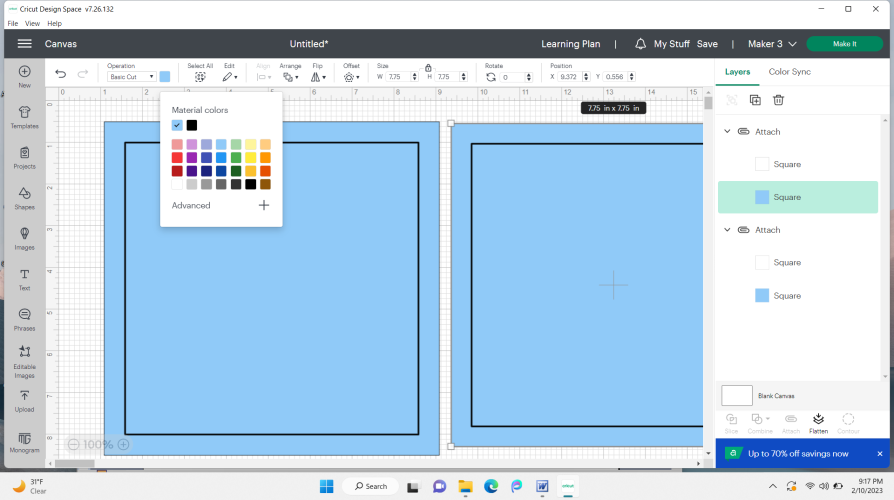 Cricut Design Space v7.26.132
File View Help
Canvas
Untitled*
Learning Plan | My Stuff Save | Maker 3 Make It
New
Templates
Projects
Shapes
Images
Text
Phrases
Editable
Images
Upload
Monogram
Operation
Basic Cut
Select All Edit Align Arrange Flip Offset Size Rotate Position
W 7.75 H 7.75 0 X 9.372 Y 0.556
0 1 2 3 4 5 6 7 8 9 10 11 12 13 14 15
0
1
2
3
4
5
6
7
8
Material colors
Advanced
7.75 in x 7.75 in
100%
Layers Color Sync
Attach
Square
Square
Attach
Square
Square
Blank Canvas
Slice Combine Attach Flatten Contour
a Up to 70% off savings now
31°F
Clear
Search
W
cricut
9:17 PM
2/10/2023